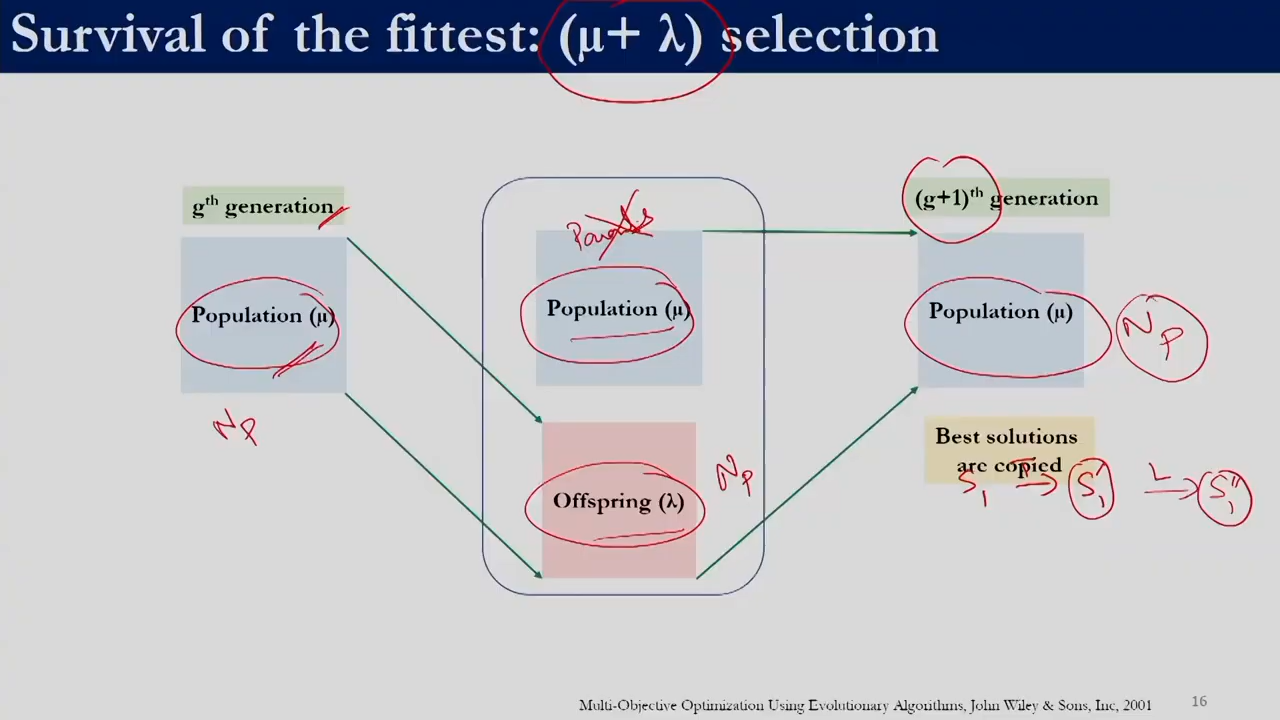 Survival of the fittest: (μ+ λ) selection
gth generation
Population (μ)
NP
Parents
Population (μ)
Offspring (λ)
NP
(g+1)th generation
Population (μ)
NP
Best solutions
are copied
S1 T→ S1' L→ S1''
Multi-Objective Optimization Using Evolutionary Algorithms, John Wiley & Sons, Inc, 2001
16